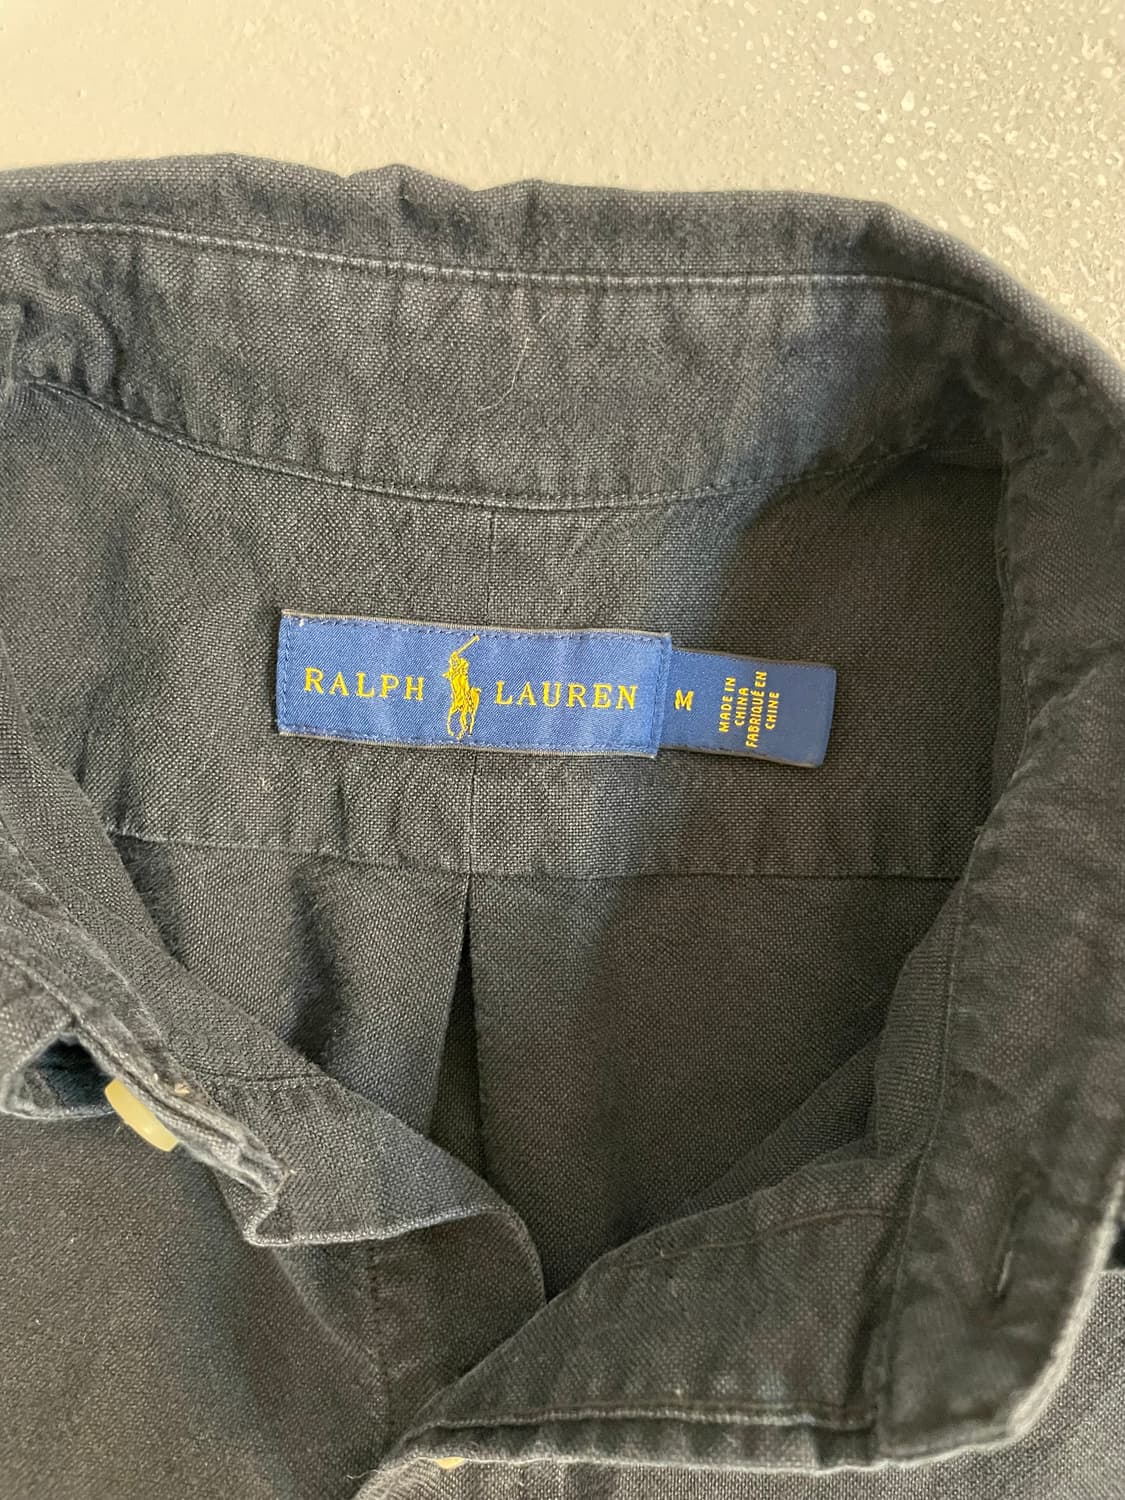 RALPH LAUREN
M
MADE IN
CHINA
FABRIQUÉ EN
CHINE